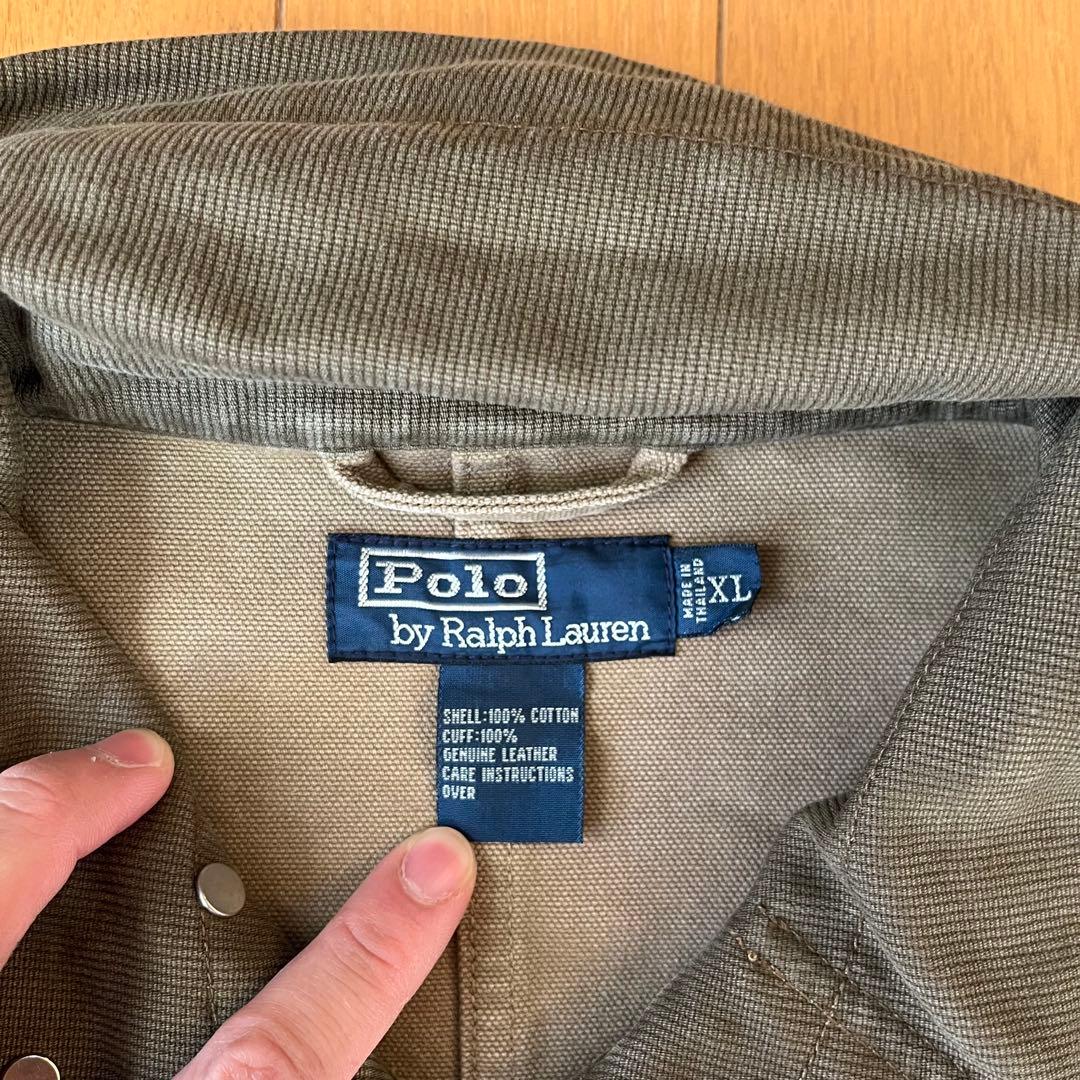 Polo
by Ralph Lauren
MADE IN
THAILAND
XL
SHELL:100% COTTON
CUFF:100%
GENUINE LEATHER
CARE INSTRUCTIONS
OVER